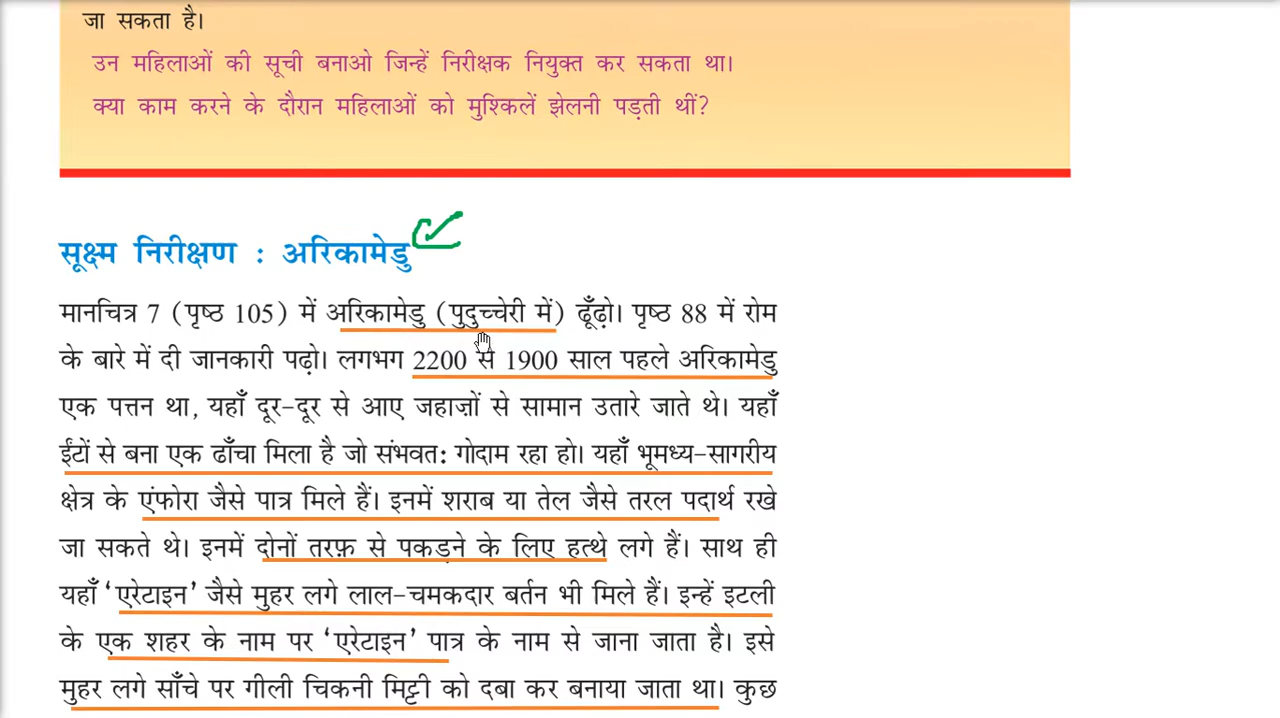 जा सकता है।
उन महिलाओं की सूची बनाओ जिन्हें निरीक्षक नियुक्त कर सकता था।
क्या काम करने के दौरान महिलाओं को मुश्किलें झेलनी पड़ती थीं?
सूक्ष्म निरीक्षण : अरिकामेडु
मानचित्र 7 (पृष्ठ 105) में अरिकामेडु (पुदुच्चेरी में) ढूँढ़ो। पृष्ठ 88 में रोम
के बारे में दी जानकारी पढ़ो। लगभग 2200 से 1900 साल पहले अरिकामेडु
एक पत्तन था, यहाँ दूर-दूर से आए जहाज़ों से सामान उतारे जाते थे। यहाँ
ईंटों से बना एक ढाँचा मिला है जो संभवत: गोदाम रहा हो। यहाँ भूमध्य-सागरीय
क्षेत्र के एंफोरा जैसे पात्र मिले हैं। इनमें शराब या तेल जैसे तरल पदार्थ रखे
जा सकते थे। इनमें दोनों तरफ़ से पकड़ने के लिए हत्थे लगे हैं। साथ ही
यहाँ ‘एरेटाइन’ जैसे मुहर लगे लाल-चमकदार बर्तन भी मिले हैं। इन्हें इटली
के एक शहर के नाम पर ‘एरेटाइन’ पात्र के नाम से जाना जाता है। इसे
मुहर लगे साँचे पर गीली चिकनी मिट्टी को दबा कर बनाया जाता था। कुछ